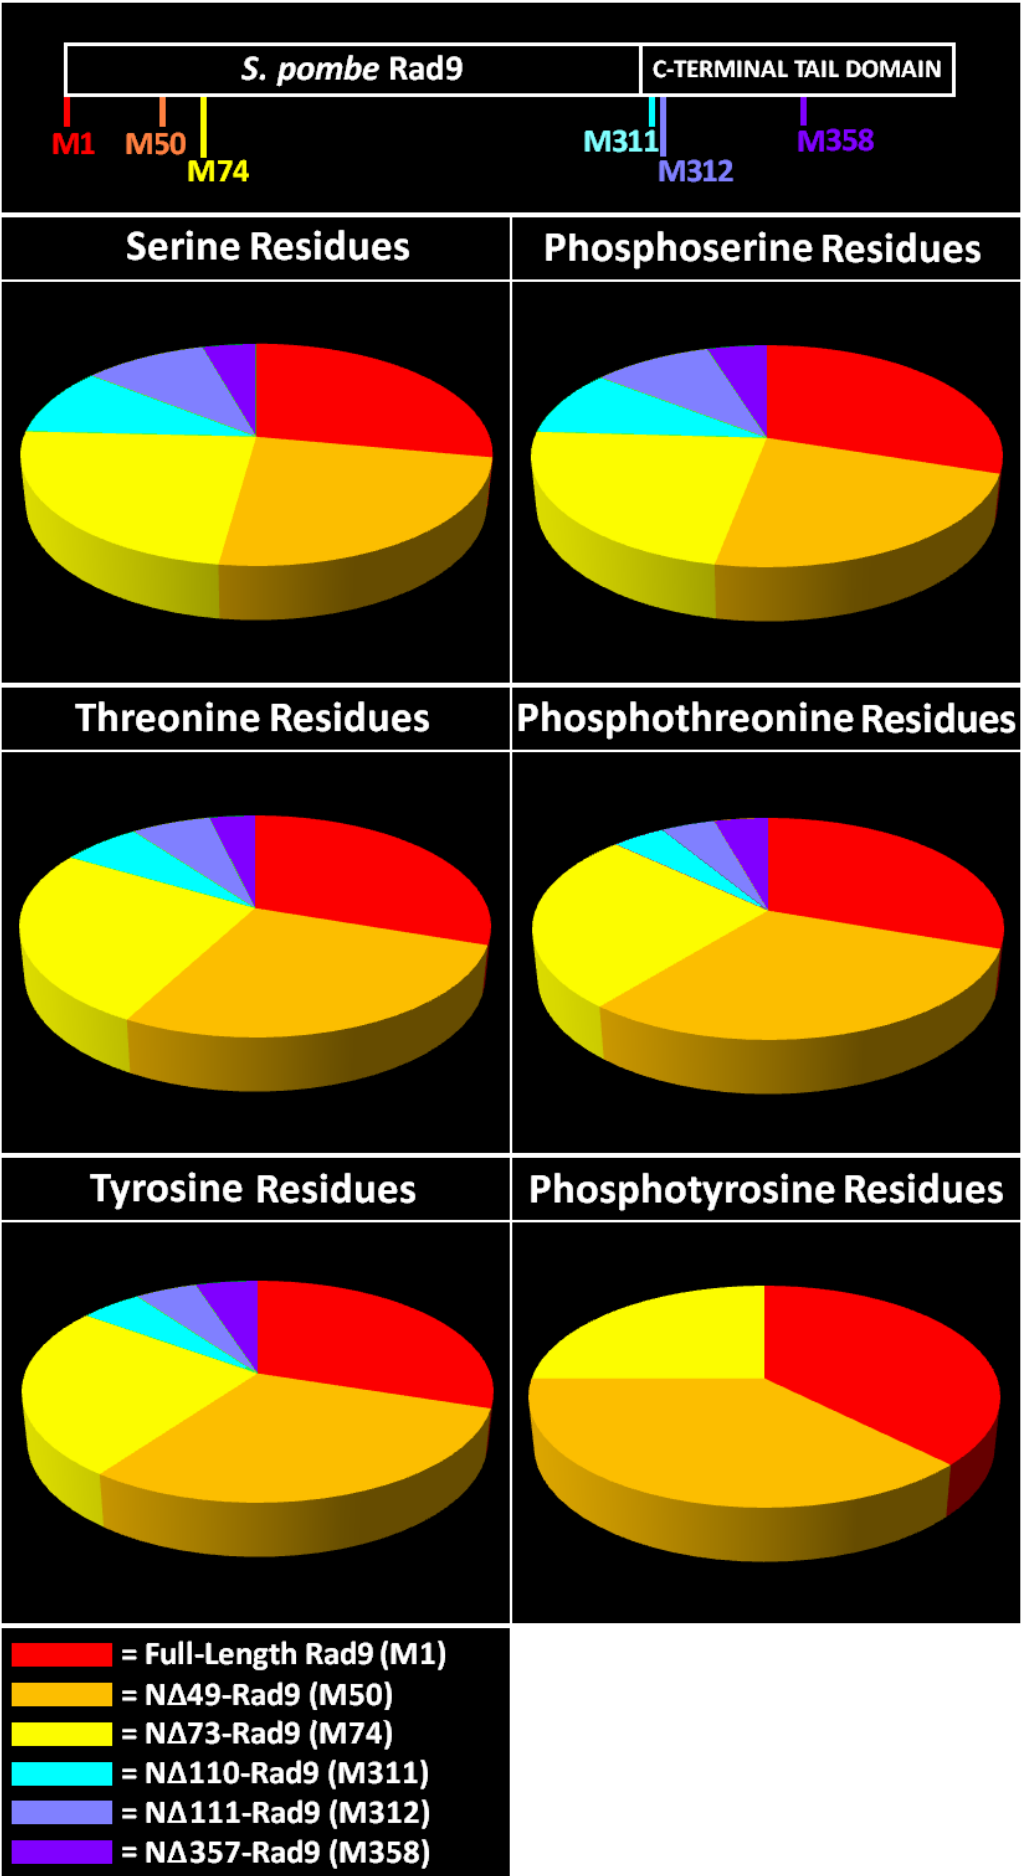 S. pombe Rad9
C-TERMINAL TAIL DOMAIN
M1
M50
M74
M311
M312
M358
Serine Residues
Phosphoserine Residues
Threonine Residues
Phosphothreonine Residues
Tyrosine Residues
Phosphotyrosine Residues
= Full-Length Rad9 (M1)
= NΔ49-Rad9 (M50)
= NΔ73-Rad9 (M74)
= NΔ110-Rad9 (M311)
= NΔ111-Rad9 (M312)
= NΔ357-Rad9 (M358)